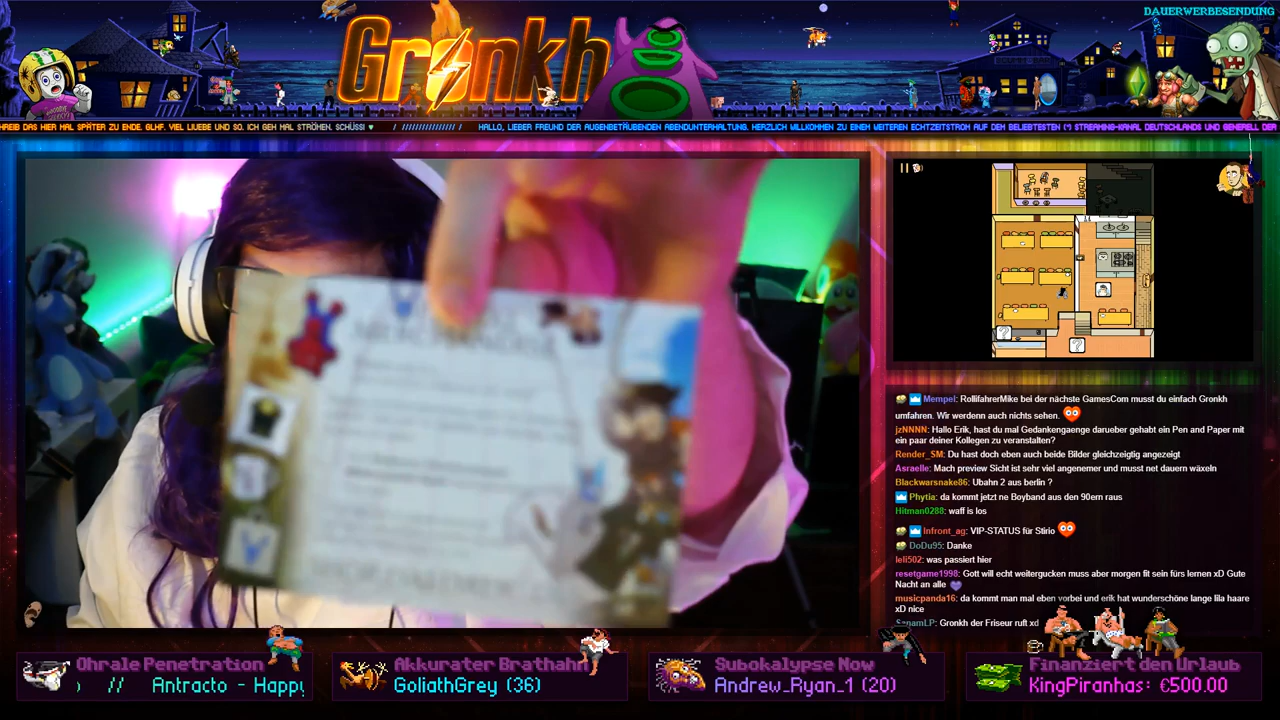 DAUERWERBESENDUNG
Gronkh
HREIB DAS HIER MAL SPÄTER ZU ENDE. GLHF. VIEL LIUEBE UND SO. ICH GEH MAL STRÖMEN. SCHÜSSI ♥ / //////////////// / HALLO, LIEBER FREUND DER AUGENBETÄUBENDEN ABENDUNTERHALTUNG. HERZLICH WILLKOMMEN ZU EINEM WEITEREN ECHTZEITSTROM AUF DEM BELIEBTESTEN (*) STREAMING-KANAL DEUTSCHLANDS UND GENERELL DER
Mempel: RollifahrerMike bei der nächste GamesCom musst du einfach Gronkh
umfahren. Wir werdenn auch nichts sehen.
jzNNNN: Hallo Erik, hast du mal Gedankengaenge darueber gehabt ein Pen and Paper mit
ein paar deiner Kollegen zu veranstalten?
Render_SM: Du hast doch eben auch beide Bilder gleichzeigtig angezeigt
Asraelle: Mach preview Sicht ist sehr viel angenemer und musst net dauern wäxeln
Blackwarsnake86: Ubahn 2 aus berlin ?
Phytia: da kommt jetzt ne Boyband aus den 90ern raus
Hitman0288: waff is los
Infront_ag: VIP-STATUS für Stirio
DoDu95: Danke
leli502: was passiert hier
resetgame1998: Gott will echt weitergucken muss aber morgen fit sein fürs lernen xD Gute
Nacht an alle
musicpanda16: da kommt man mal eben vorbei und erik hat wunderschöne lange lila haare
xD nice
SanamLP: Gronkh der Friseur ruft xd
Ohrale Penetration
// Antracto - Happy
Akkurater Brathahn
GoliathGrey (36)
Subokalypse Now
Andrew_Ryan_1 (20)
Finanziert den Urlaub
KingPiranhas: €500.00